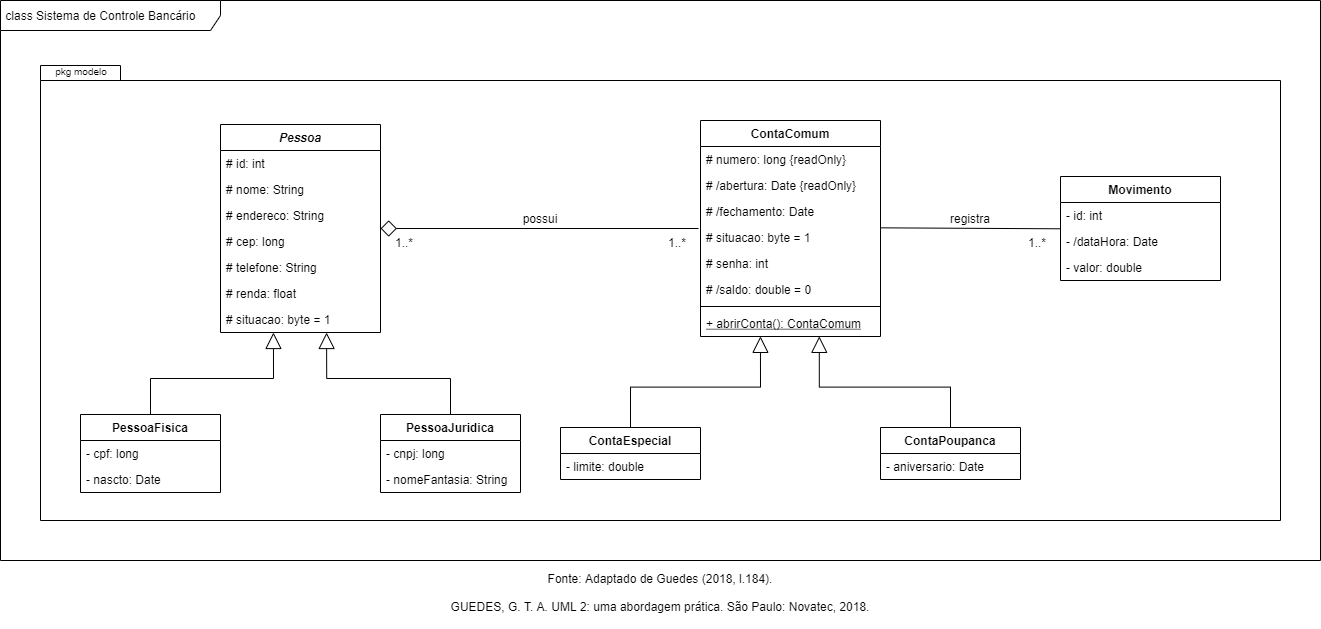 class Sistema de Controle Bancário
pkg modelo
Pessoa
# id: int
# nome: String
# endereco: String
# cep: long
# telefone: String
# renda: float
# situacao: byte = 1
possui
1..*
1..*
ContaComum
# numero: long {readOnly}
# /abertura: Date {readOnly}
# /fechamento: Date
# situacao: byte = 1
# senha: int
# /saldo: double = 0
+ abrirConta(): ContaComum
registra
1..*
Movimento
- id: int
- /dataHora: Date
- valor: double
PessoaFisica
- cpf: long
- nascto: Date
PessoaJuridica
- cnpj: long
- nomeFantasia: String
ContaEspecial
- limite: double
ContaPoupanca
- aniversario: Date
Fonte: Adaptado de Guedes (2018, l.184).
GUEDES, G. T. A. UML 2: uma abordagem prática. São Paulo: Novatec, 2018.